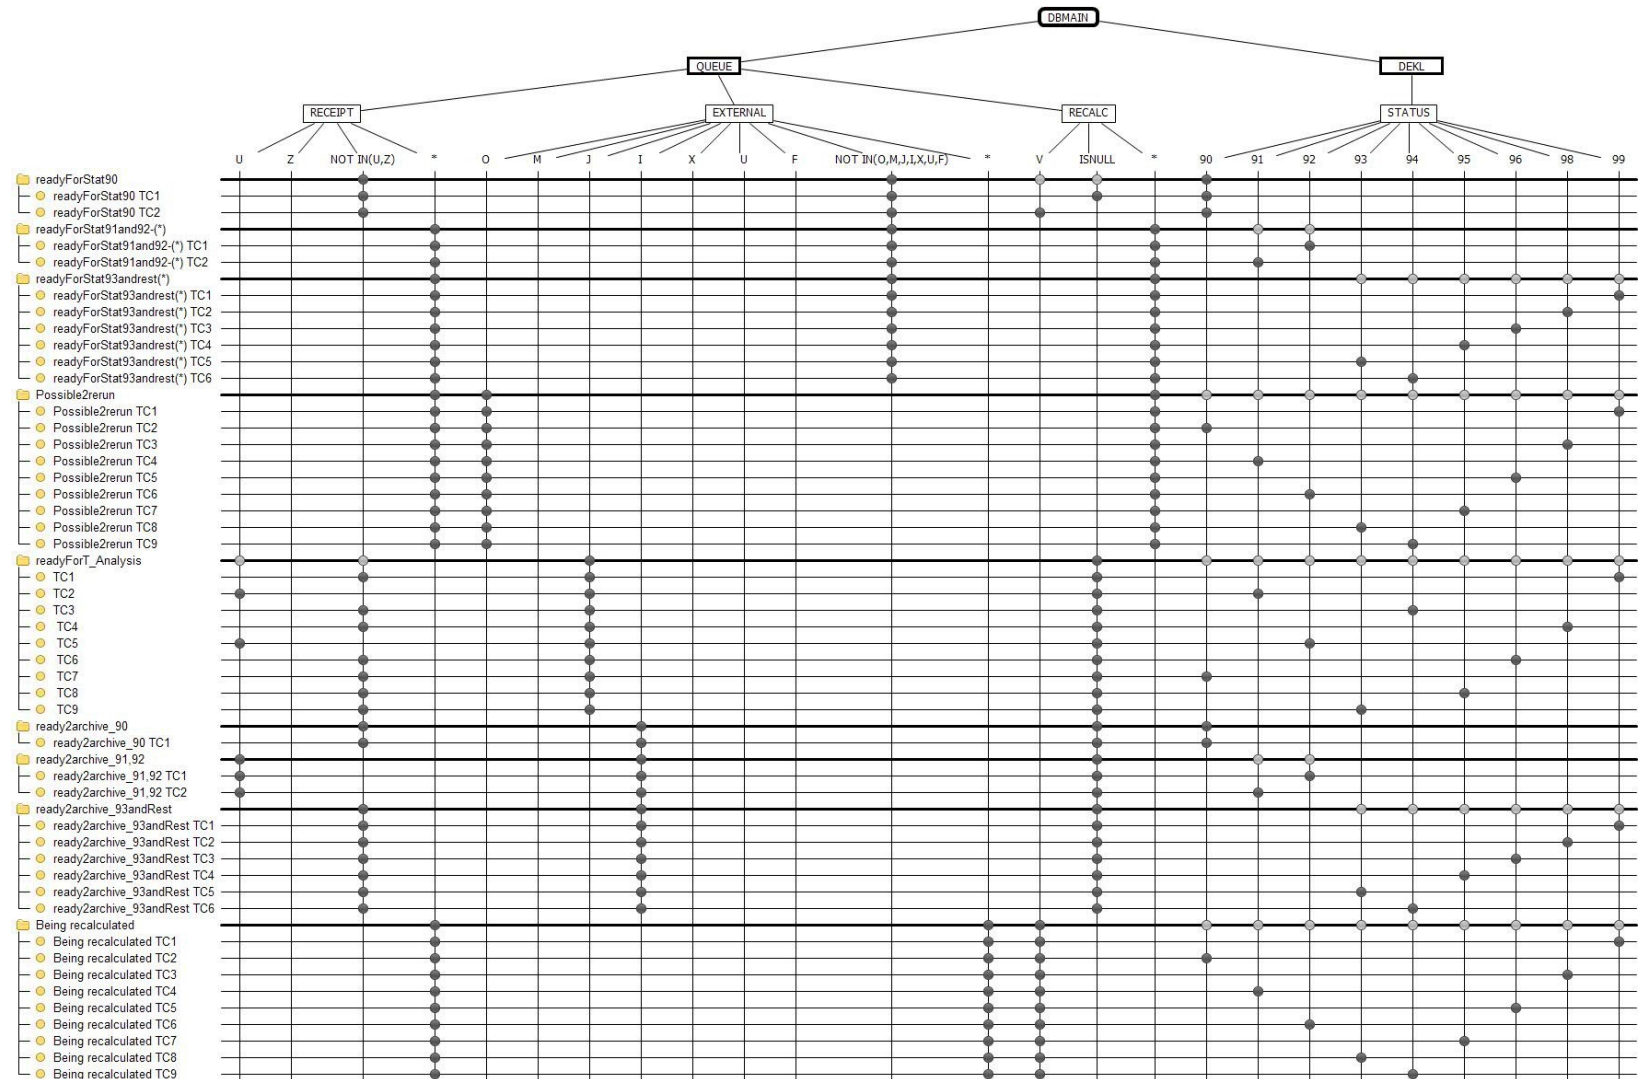 DBMAIN
QUEUE DEKL
RECEIPT EXTERNAL RECALC STATUS
U Z NOT IN(U,Z) * O M J I X U F NOT IN(O,M,J,I,X,U,F) * V ISNULL * 90 91 92 93 94 95 96 98 99
readyForStat90
readyForStat90 TC1
readyForStat90 TC2
readyForStat91and92-(*)
readyForStat91and92-(*) TC1
readyForStat91and92-(*) TC2
readyForStat93andrest(*)
readyForStat93andrest(*) TC1
readyForStat93andrest(*) TC2
readyForStat93andrest(*) TC3
readyForStat93andrest(*) TC4
readyForStat93andrest(*) TC5
readyForStat93andrest(*) TC6
Possible2rerun
Possible2rerun TC1
Possible2rerun TC2
Possible2rerun TC3
Possible2rerun TC4
Possible2rerun TC5
Possible2rerun TC6
Possible2rerun TC7
Possible2rerun TC8
Possible2rerun TC9
readyForT_Analysis
TC1
TC2
TC3
TC4
TC5
TC6
TC7
TC8
TC9
ready2archive_90
ready2archive_90 TC1
ready2archive_91,92
ready2archive_91,92 TC1
ready2archive_91,92 TC2
ready2archive_93andRest
ready2archive_93andRest TC1
ready2archive_93andRest TC2
ready2archive_93andRest TC3
ready2archive_93andRest TC4
ready2archive_93andRest TC5
ready2archive_93andRest TC6
Being recalculated
Being recalculated TC1
Being recalculated TC2
Being recalculated TC3
Being recalculated TC4
Being recalculated TC5
Being recalculated TC6
Being recalculated TC7
Being recalculated TC8
Being recalculated TC9